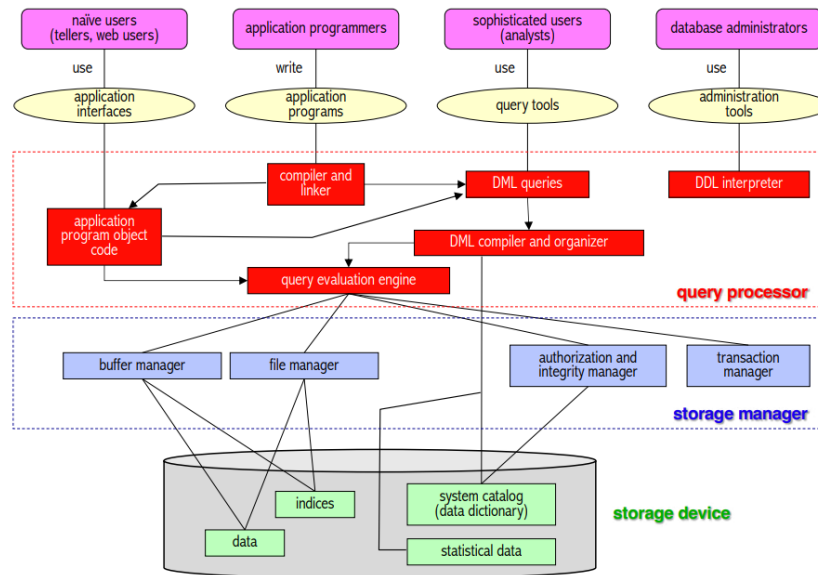 naïve users
(tellers, web users)
application programmers
sophisticated users
(analysts)
database administrators
use
write
use
use
application
interfaces
application
programs
query tools
administration
tools
compiler and
linker
DML queries
DDL interpreter
application
program object
code
DML compiler and organizer
query evaluation engine
query processor
buffer manager
file manager
authorization and
integrity manager
transaction
manager
storage manager
indices
system catalog
(data dictionary)
storage device
data
statistical data